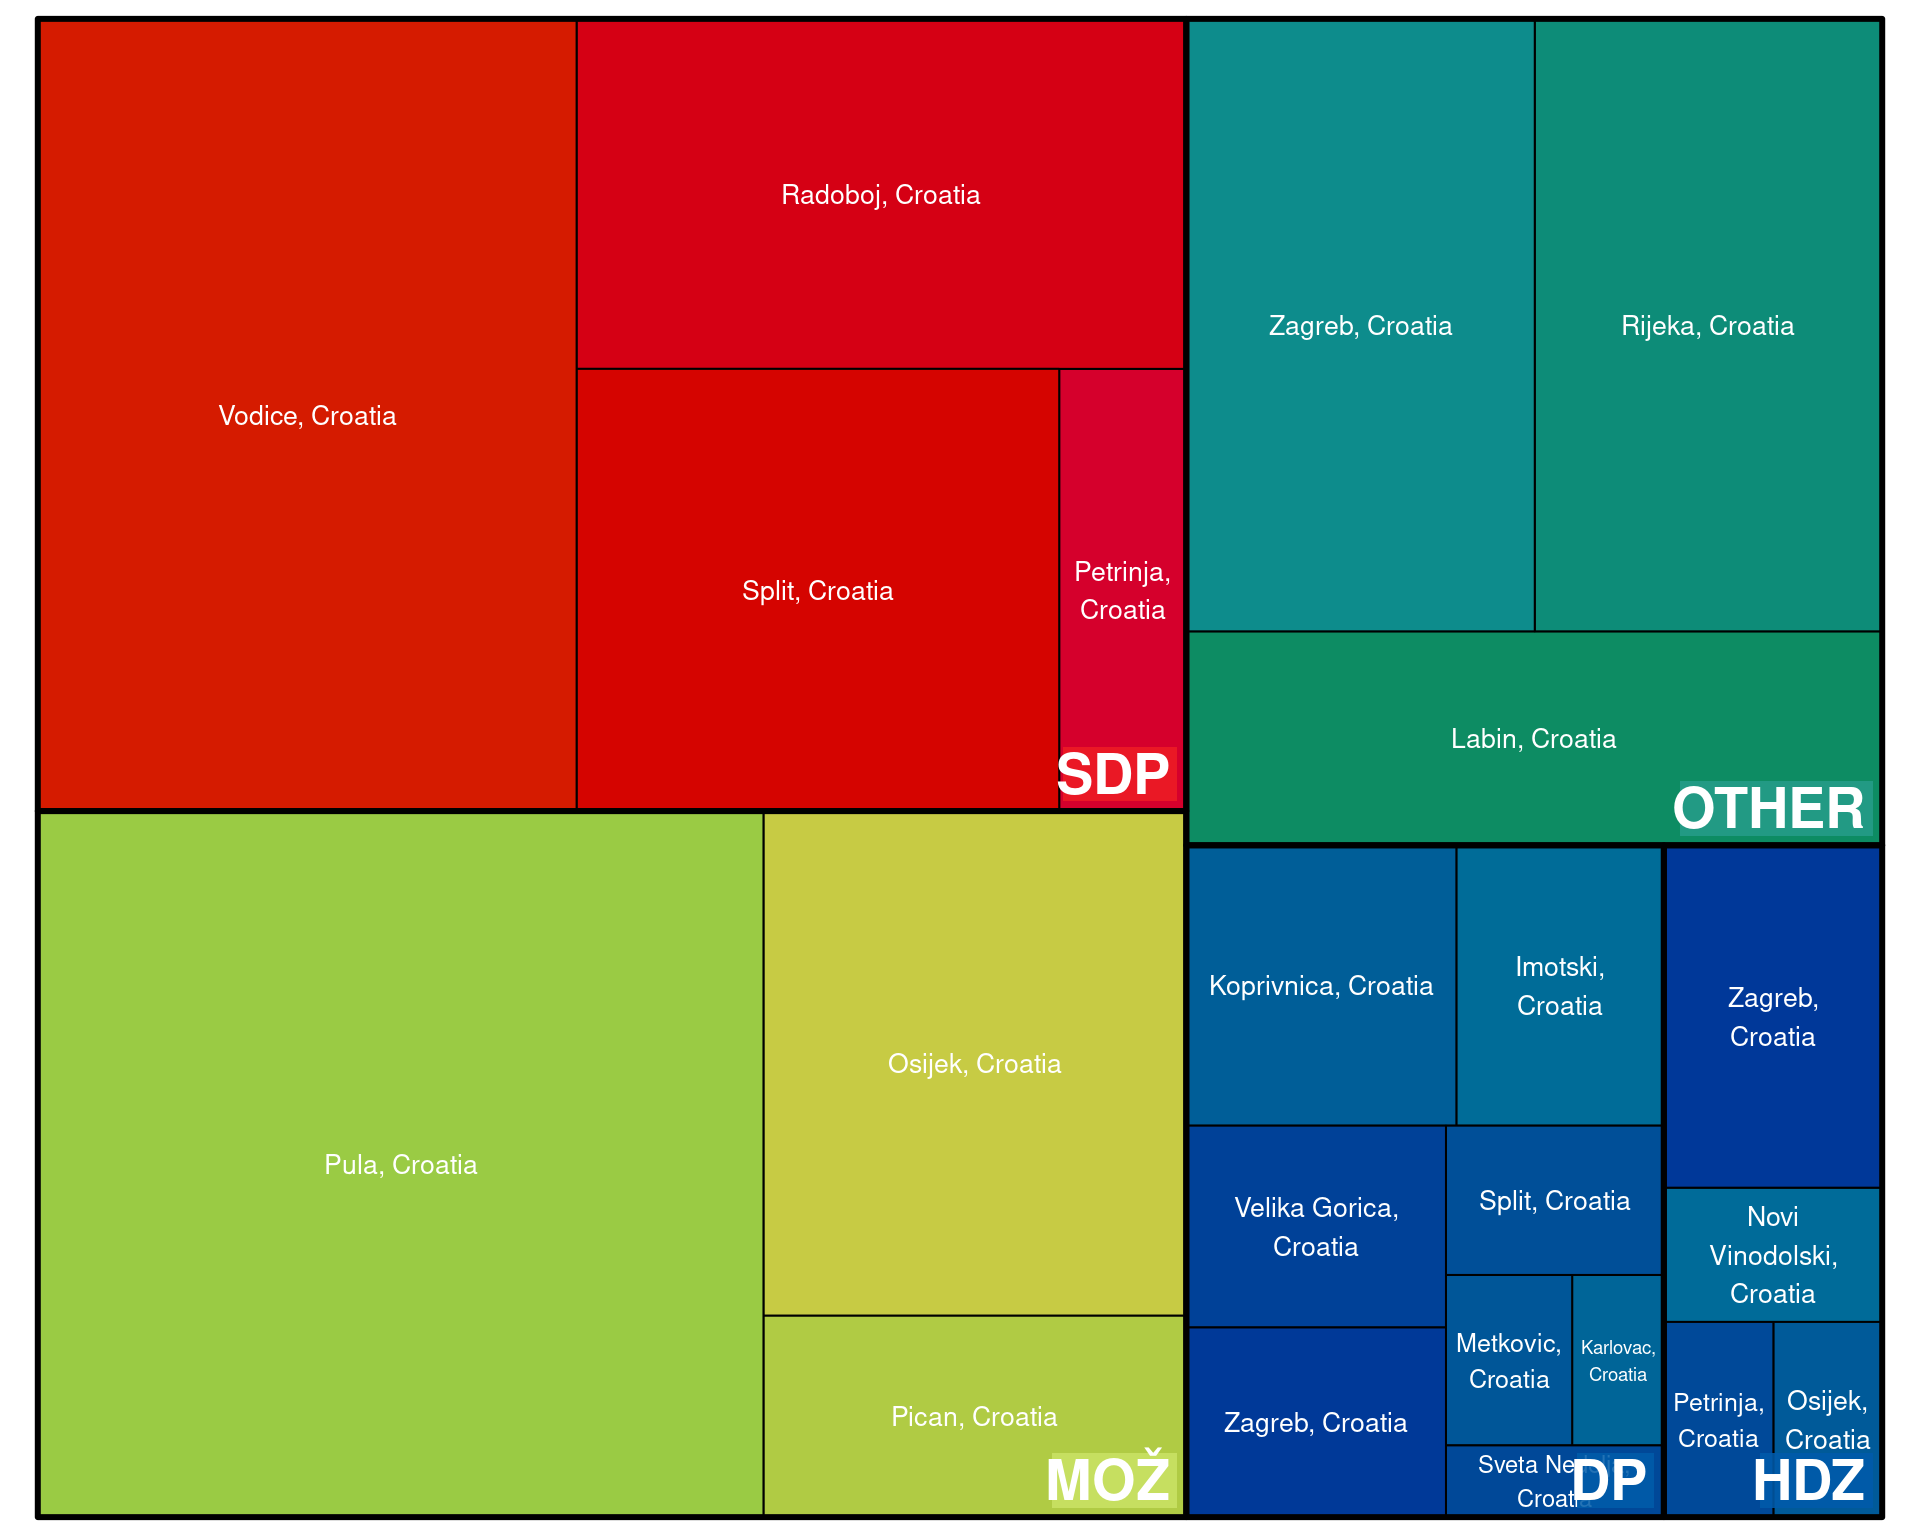 Vodice, Croatia
Radoboj, Croatia
Split, Croatia
Petrinja,
Croatia
SDP
Zagreb, Croatia
Rijeka, Croatia
Labin, Croatia
OTHER
Pula, Croatia
Osijek, Croatia
Pican, Croatia
MOŽ
Koprivnica, Croatia
Imotski,
Croatia
Velika Gorica,
Croatia
Split, Croatia
Metkovic,
Croatia
Karlovac,
Croatia
Zagreb, Croatia
Sveta
Croatia
DP
Zagreb,
Croatia
Novi
Vinodolski,
Croatia
Petrinja,
Croatia
Osijek,
Croatia
HDZ